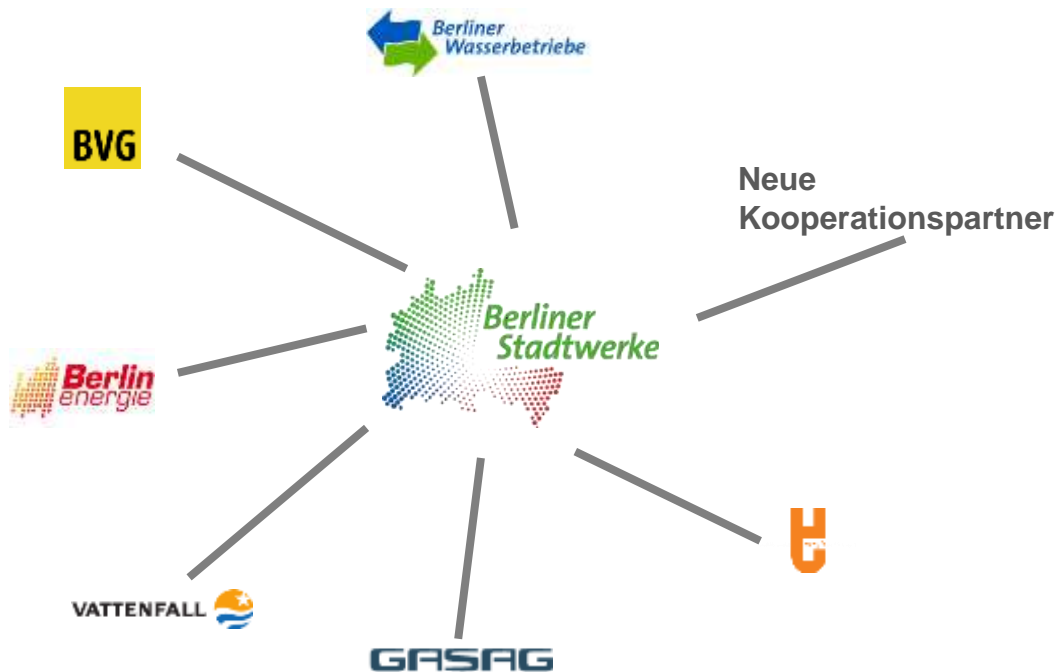 Berliner
Wasserbetriebe
BVG
Neue
Kooperationspartner
Berliner
Stadtwerke
Berlin
energie
VATTENFALL
GASAG